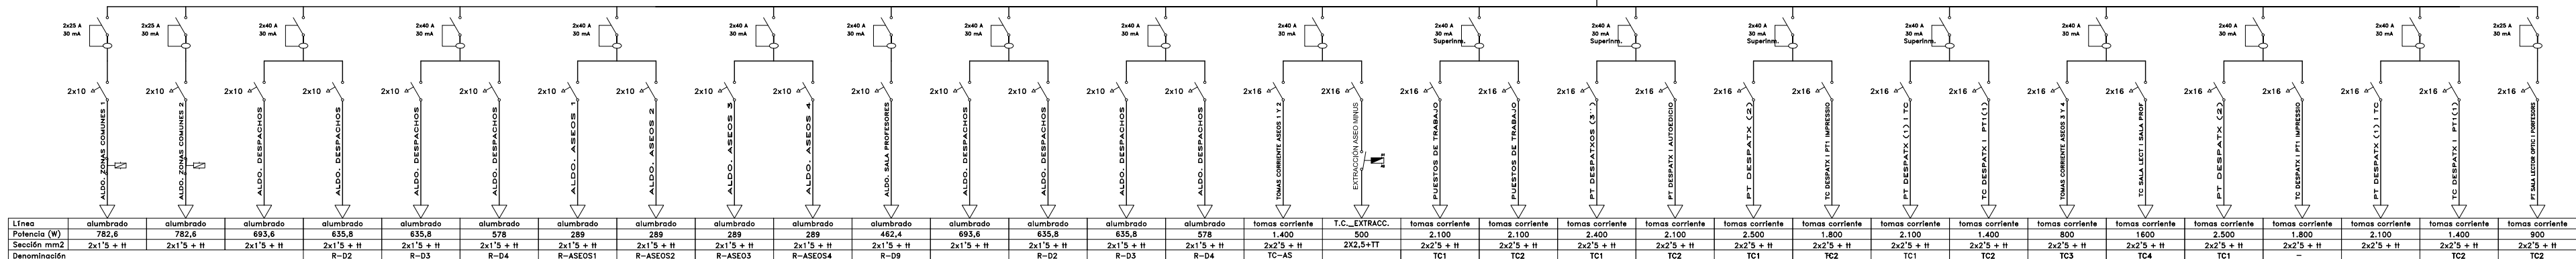 2x25 A 2x25 A 2x40 A 2x40 A 2x40 A 2x40 A 2x40 A 2x40 A 2x40 A 2x40 A 2x40 A 2x40 A 2x40 A 2x40 A 2x40 A 2x40 A 2x40 A 2x25 A
30 mA 30 mA 30 mA 30 mA 30 mA 30 mA 30 mA 30 mA 30 mA 30 mA 30 mA 30 mA 30 mA 30 mA 30 mA 30 mA 30 mA 30 mA
Superinm. Superinm. Superinm. Superinm.
2x10 2x10 2x10 2x10 2x10 2x10 2x10 2x10 2x10 2x10 2x10 2x10 2x10 2x10 2x10 2x16 2X16 2x16 2x16 2x16 2x16 2x16 2x16 2x16 2x16 2x16 2x16 2x16 2x16 2x16 2x16 2x16
ALDO. ZONAS COMUNES 1
ALDO. ZONAS COMUNES 2
ALDO. DESPACHOS
ALDO. DESPACHOS
ALDO. DESPACHOS
ALDO. DESPACHOS
ALDO. ASEOS 1
ALDO. ASEOS 2
ALDO. ASEOS 3
ALDO. ASEOS 4
ALDO. SALA PROFESORES
ALDO. DESPACHOS
ALDO. DESPACHOS
ALDO. DESPACHOS
ALDO. DESPACHOS
TOMAS CORRIENTE ASEOS 1 Y 2
EXTRACCIÓN ASEO MINUS
PUESTOS DE TRABAJO
PUESTOS DE TRABAJO
PT DESPATXOS (3')
PT DESPATX I AUTOEDICIO
PT DESPATX (2)
TC DESPATX I PT1 IMPRESSIO
PT DESPATX (1) I TC
TC DESPATX I PT1(1)
TOMAS CORRIENTE ASEOS 3 Y 4
TC SALA LECT I SALA PROF
PT DESPATX (2)
TC DESPATX I PT1 IMPRESSIO
PT DESPATX (1) I TC
TC DESPATX I PT1(1)
PT SALA LECTOR OPTIC I PORFESORS
Línea alumbrado alumbrado alumbrado alumbrado alumbrado alumbrado alumbrado alumbrado alumbrado alumbrado alumbrado alumbrado alumbrado alumbrado alumbrado tomas corriente T.C._EXTRACC. tomas corriente tomas corriente tomas corriente tomas corriente tomas corriente tomas corriente tomas corriente tomas corriente tomas corriente tomas corriente tomas corriente tomas corriente tomas corriente tomas corriente tomas corriente
Potencia (W) 782,6 782,6 693,6 635,8 635,8 578 289 289 289 289 462,4 693,6 635,8 635,8 578 1.400 500 2.100 2.100 2.400 2.100 2.500 1.800 2.100 1.400 800 1600 2.500 1.800 2.100 1.400 900
Sección mm2 2x1'5 + tt 2x1'5 + tt 2x1'5 + tt 2x1'5 + tt 2x1'5 + tt 2x1'5 + tt 2x1'5 + tt 2x1'5 + tt 2x1'5 + tt 2x1'5 + tt 2x1'5 + tt 2x1'5 + tt 2x1'5 + tt 2x1'5 + tt 2x1'5 + tt 2x2'5 + tt 2X2,5+TT 2x2'5 + tt 2x2'5 + tt 2x2'5 + tt 2x2'5 + tt 2x2'5 + tt 2x2'5 + tt 2x2'5 + tt 2x2'5 + tt 2x2'5 + tt 2x2'5 + tt 2x2'5 + tt 2x2'5 + tt 2x2'5 + tt 2x2'5 + tt 2x2'5 + tt
Denominación R-D2 R-D3 R-D4 R-ASEOS1 R-ASEOS2 R-ASEO3 R-ASEOS4 R-D9 R-D2 R-D3 R-D4 TC-AS TC1 TC2 TC1 TC2 TC1 TC2 TC1 TC2 TC3 TC4 TC1 - TC2 TC2